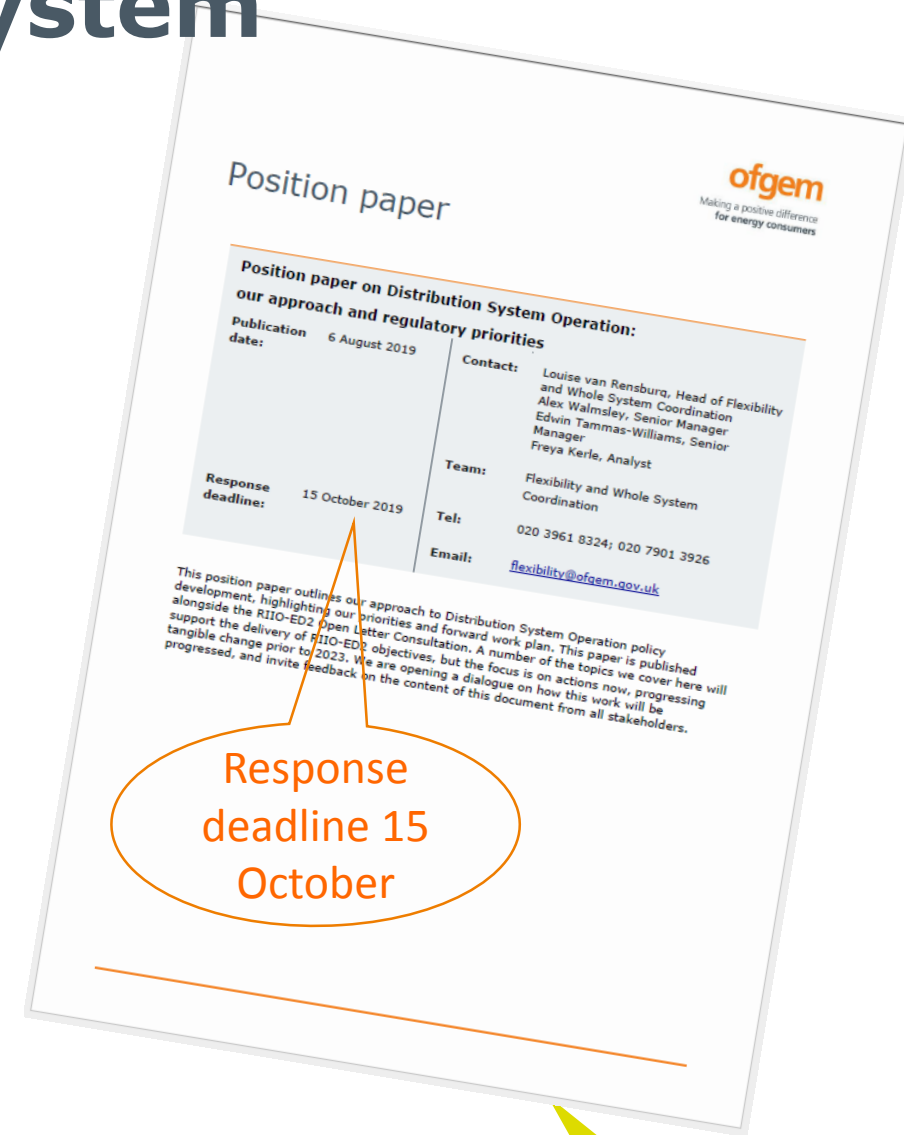 ystem
ofgem
Making a positive difference
for energy consumers
Position paper
Position paper on Distribution System Operation:
our approach and regulatory priorities
Publication date: 6 August 2019
Response deadline: 15 October 2019
Contact: Louise van Rensburg, Head of Flexibility
and Whole System Coordination
Alex Walmsley, Senior Manager
Edwin Tammas-Williams, Senior
Manager
Freya Kerle, Analyst
Team: Flexibility and Whole System
Coordination
Tel: 020 3961 8324; 020 7901 3926
Email: flexibility@ofgem.gov.uk
This position paper outlines our approach to Distribution System Operation policy
development, highlighting our priorities and forward work plan. This paper is published
alongside the RIIO-ED2 Open Letter Consultation. A number of the topics we cover here will
support the delivery of RIIO-ED2 objectives, but the focus is on actions now, progressing
tangible change prior to 2023. We are opening a dialogue on how this work will be
progressed, and invite feedback on the content of this document from all stakeholders.
Response
deadline 15
October